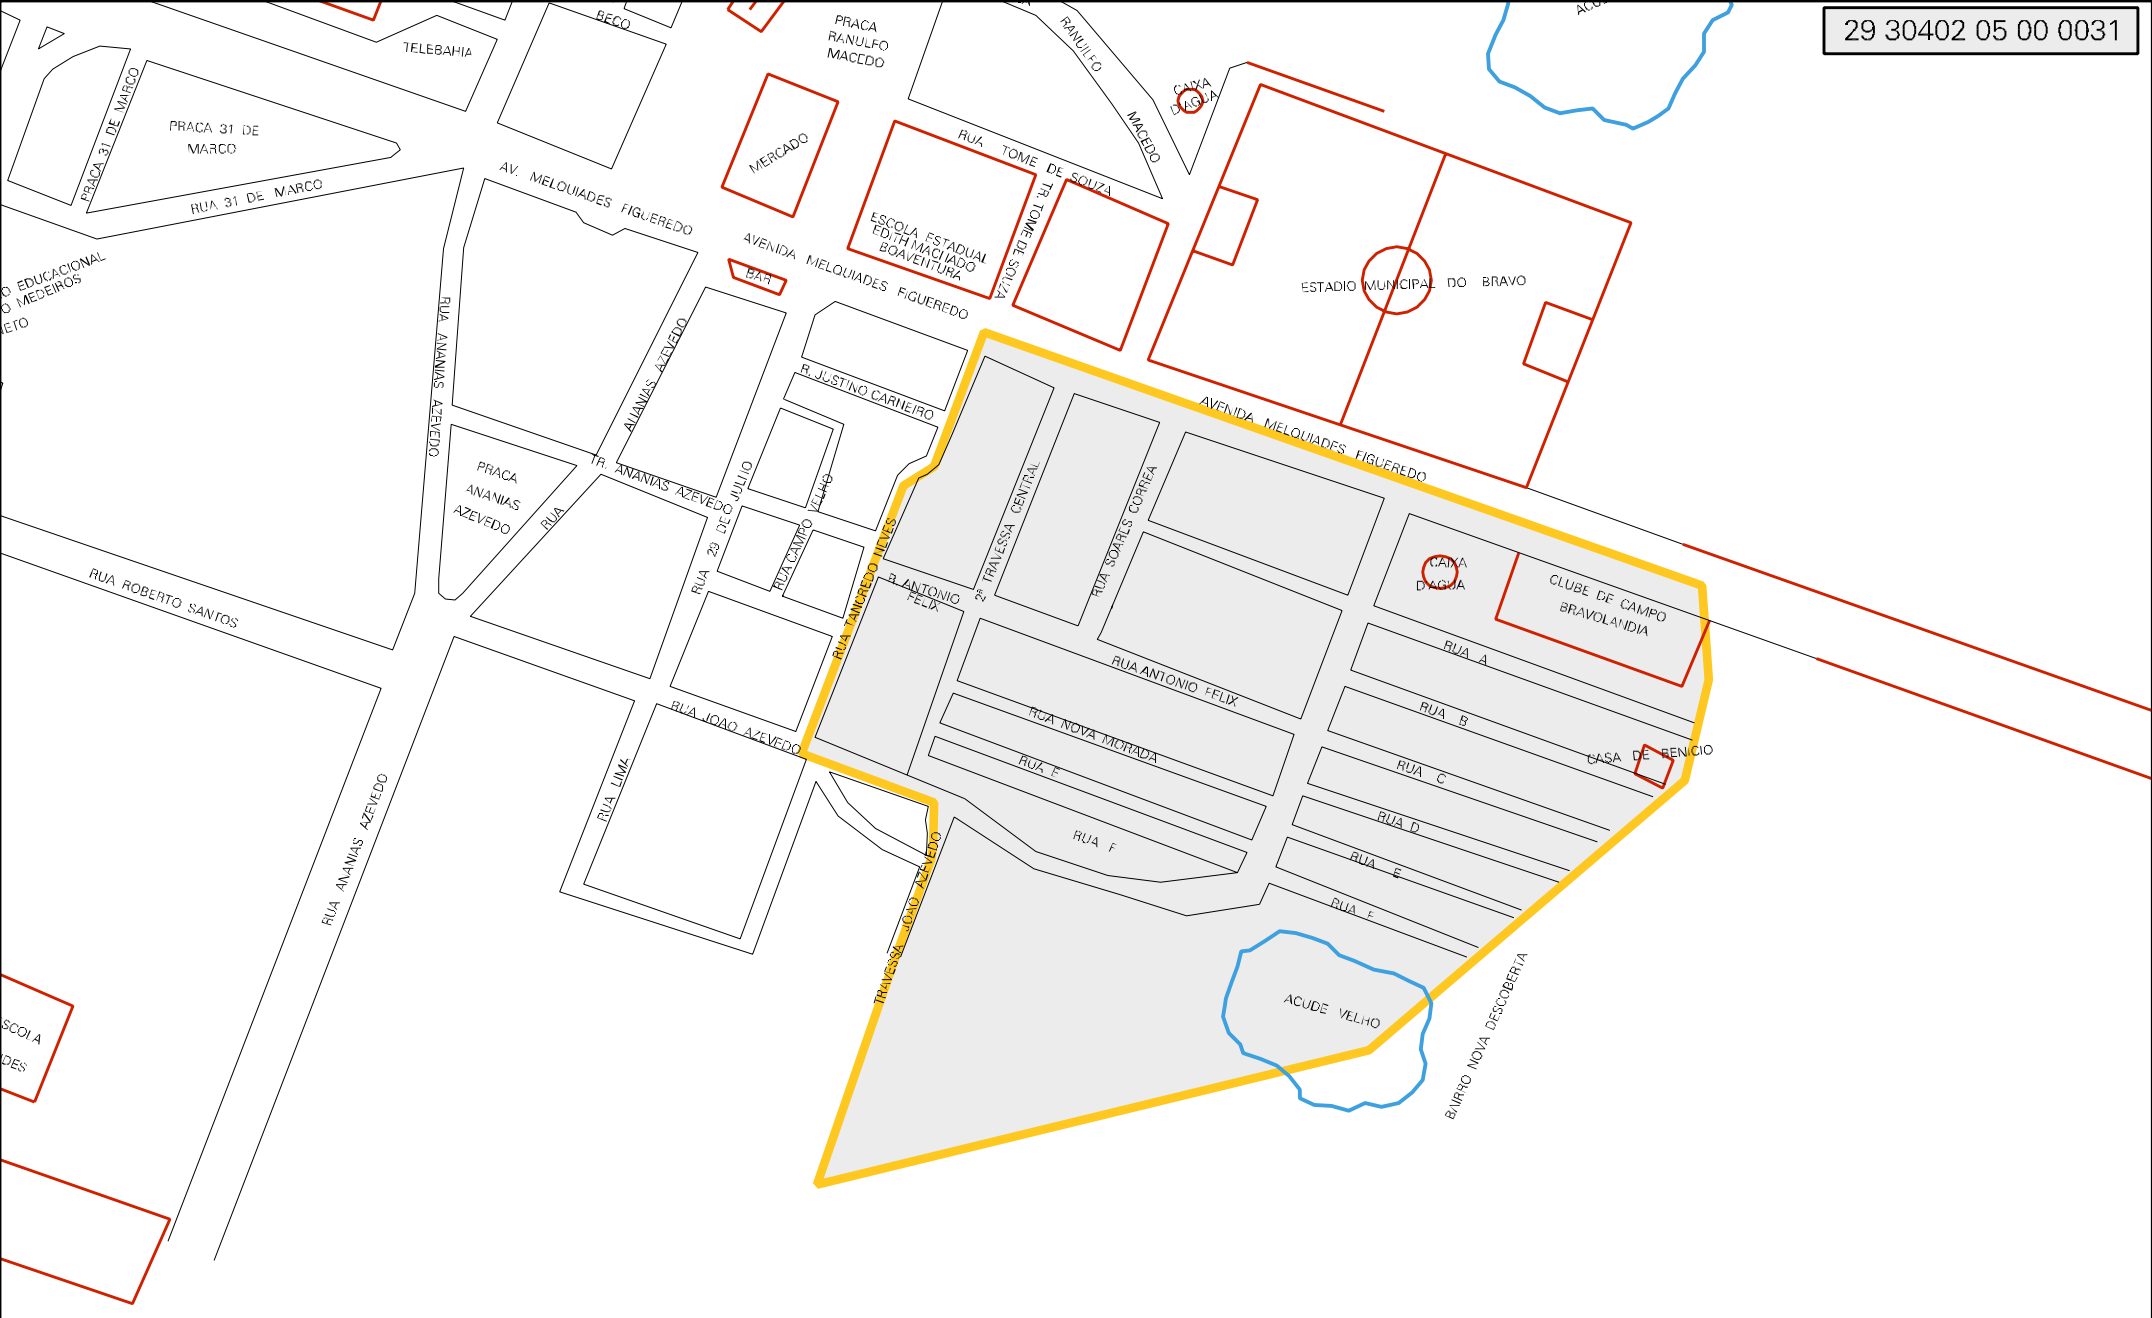 29 30402 05 00 0031
BECO
TELEBAHIA
PRACA
RANULFO
MACEDO
RANULFO
MACEDO
CAIXA
D'AGUA
PRACA 31 DE MARCO
PRACA 31 DE
MARCO
RUA 31 DE MARCO
MERCADO
RUA TOME DE SOUZA
TR. TOME DE SOUZA
AV. MELQUIADES FIGUEREDO
AVENIDA MELQUIADES FIGUEREDO
ESCOLA ESTADUAL
EDITH MACHADO
BOAVENTURA
BAR
ESTADIO MUNICIPAL DO BRAVO
O EDUCACIONAL
O MEDEIROS
NETO
RUA ANANIAS AZEVEDO
ANANIAS AZEVEDO
R. JUSTINO CARNEIRO
AVENIDA MELQUIADES FIGUEREDO
PRACA
ANANIAS
AZEVEDO
RUA
TR. ANANIAS AZEVEDO
RUA 29 DE JULHO
RUA CAMPO VELHO
RUA TANCREDO NEVES
2ª TRAVESSA CENTRAL
RUA SOARES CORREA
R. ANTONIO
FELIX
CAIXA
D'AGUA
CLUBE DE CAMPO
BRAVOLANDIA
RUA ROBERTO SANTOS
RUA ANTONIO FELIX
RUA A
RUA B
RUA JOAO AZEVEDO
RUA NOVA MORADA
CASA DE BENICIO
RUA E
RUA C
RUA LIMA
RUA D
RUA F
RUA E
RUA F
RUA ANANIAS AZEVEDO
TRAVESSA JOAO AZEVEDO
ACUDE VELHO
BAIRRO NOVA DESCOBERTA
SCOLA
DES